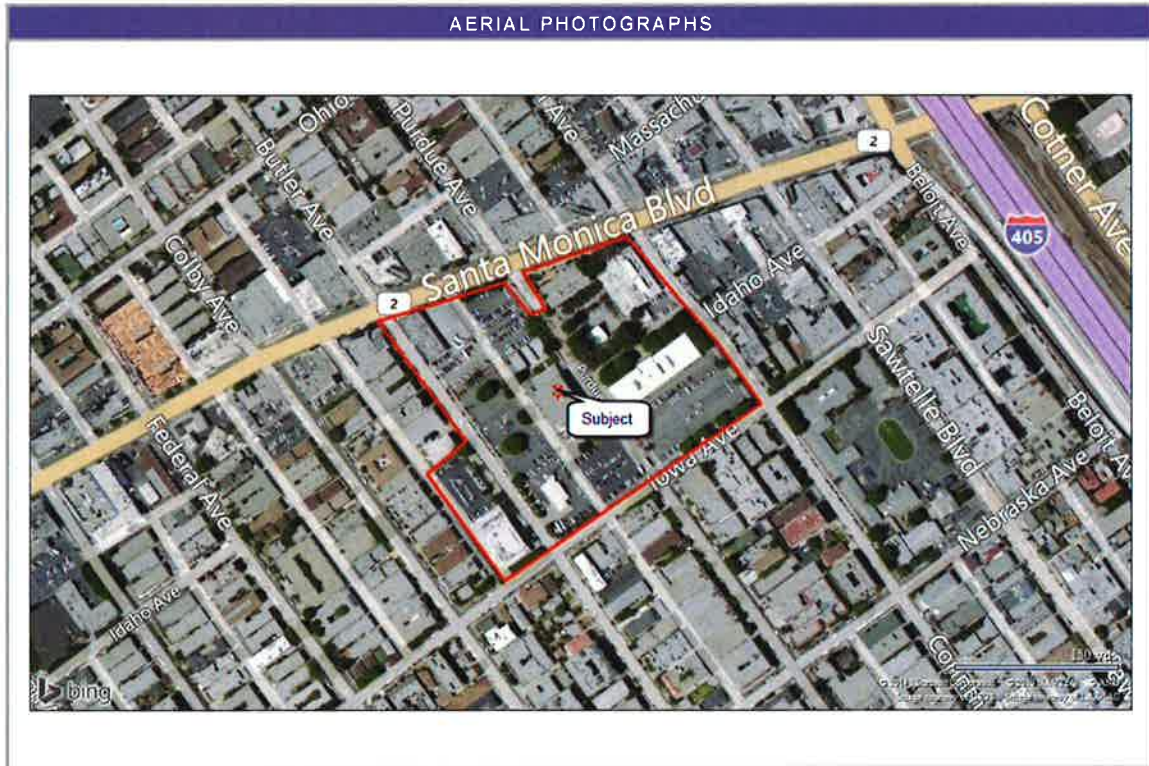 AERIAL PHOTOGRAPHS
Ohio
Butler Ave
Purdue Ave
Ave
Massachu
2
Cotner Ave
Beloit Ave
405
Colby Ave
Santa Monica Blvd
2
Idaho Ave
Subject
Sawtelle Blvd
Beloit Av
Federal Ave
Iowa Ave
Nebraska Ave
Idaho Ave
bing